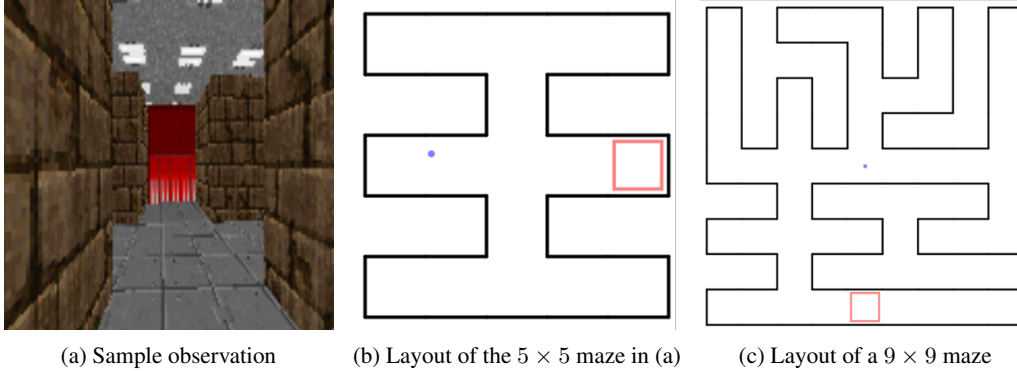 (a) Sample observation
(b) Layout of the 5 × 5 maze in (a)
(c) Layout of a 9 × 9 maze